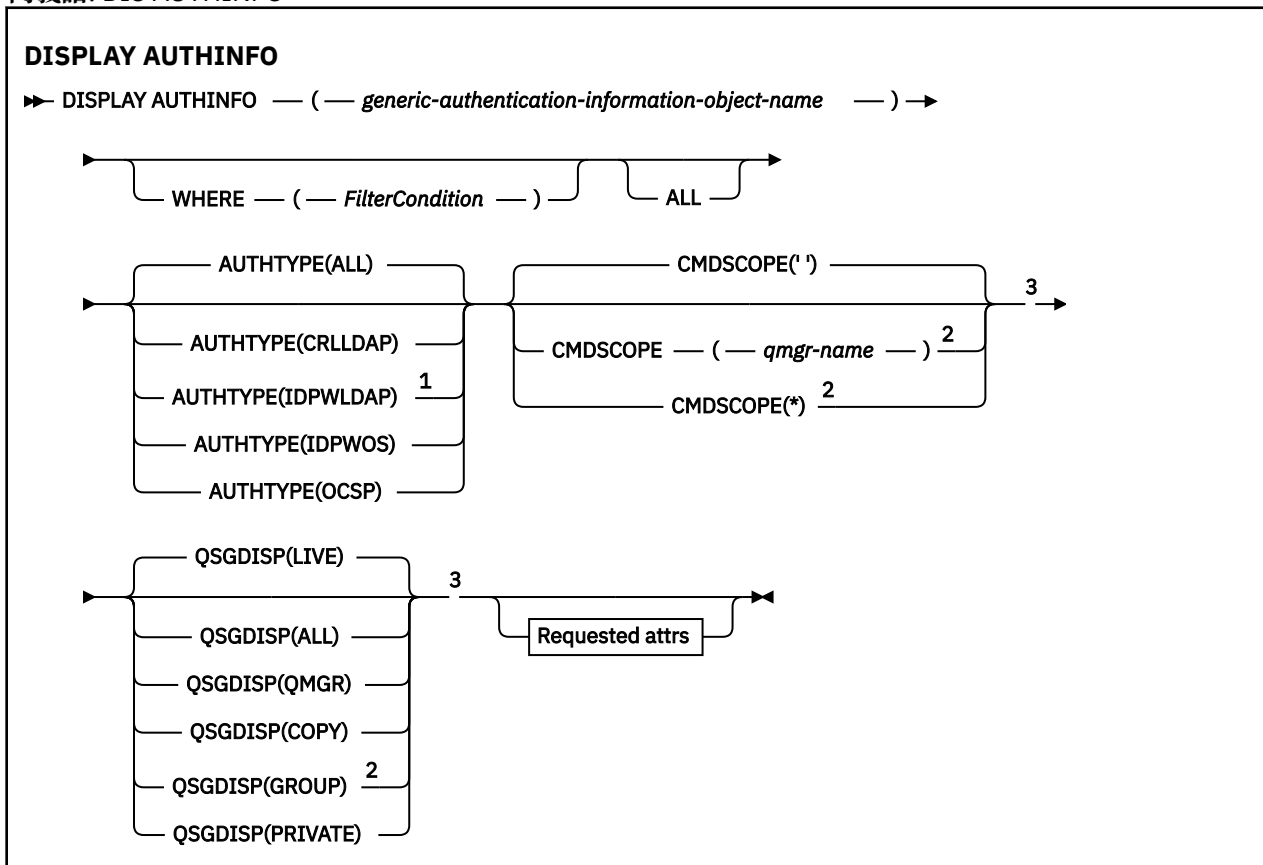 DISPLAY AUTHINFO
DISPLAY AUTHINFO ( generic-authentication-information-object-name )
WHERE ( FilterCondition ) ALL
AUTHTYPE(ALL) CMDSCOPE(' ')
3
AUTHTYPE(CRLLDAP) CMDSCOPE ( qmgr-name ) 2
AUTHTYPE(IDPWLDAP) 1 CMDSCOPE(*) 2
AUTHTYPE(IDPWOS)
AUTHTYPE(OCSP)
QSGDISP(LIVE)
3
QSGDISP(ALL) Requested attrs
QSGDISP(QMGR)
QSGDISP(COPY)
QSGDISP(GROUP) 2
QSGDISP(PRIVATE)